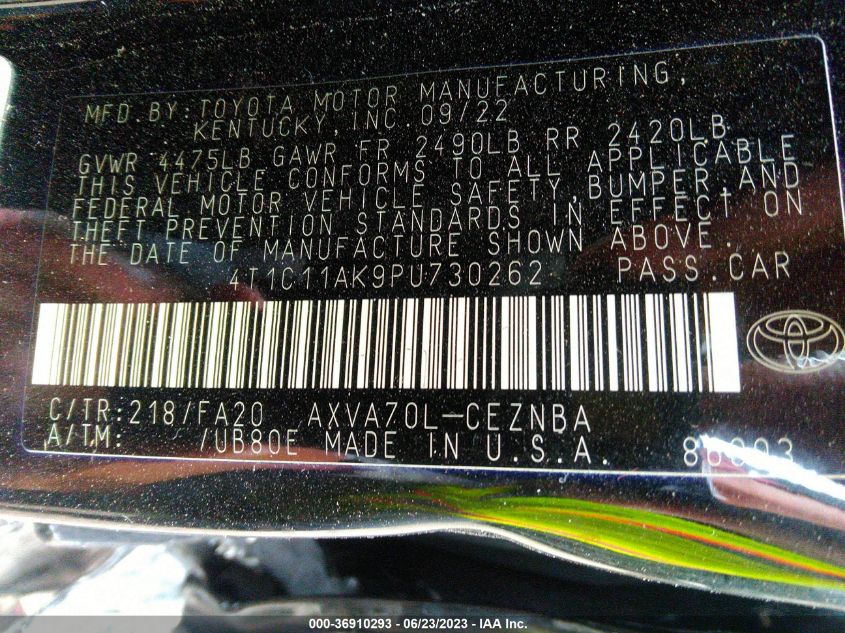 MFD BY: TOYOTA MOTOR MANUFACTURING,
KENTUCKY, INC. 09/22
GVWR 4475LB GAWR FR 2490LB RR 2420LB
THIS VEHICLE CONFORMS TO ALL APPLICABLE
FEDERAL MOTOR VEHICLE SAFETY, BUMPER, AND
THEFT PREVENTION STANDARDS IN EFFECT ON
THE DATE OF MANUFACTURE SHOWN ABOVE.
4T1C11AK9PU730262 PASS.CAR
C/TR:218/FA20 AXVA70L-CEZNBA
A/TM: /UB80E MADE IN U.S.A.
000-36910293 - 06/23/2023 - IAA Inc.